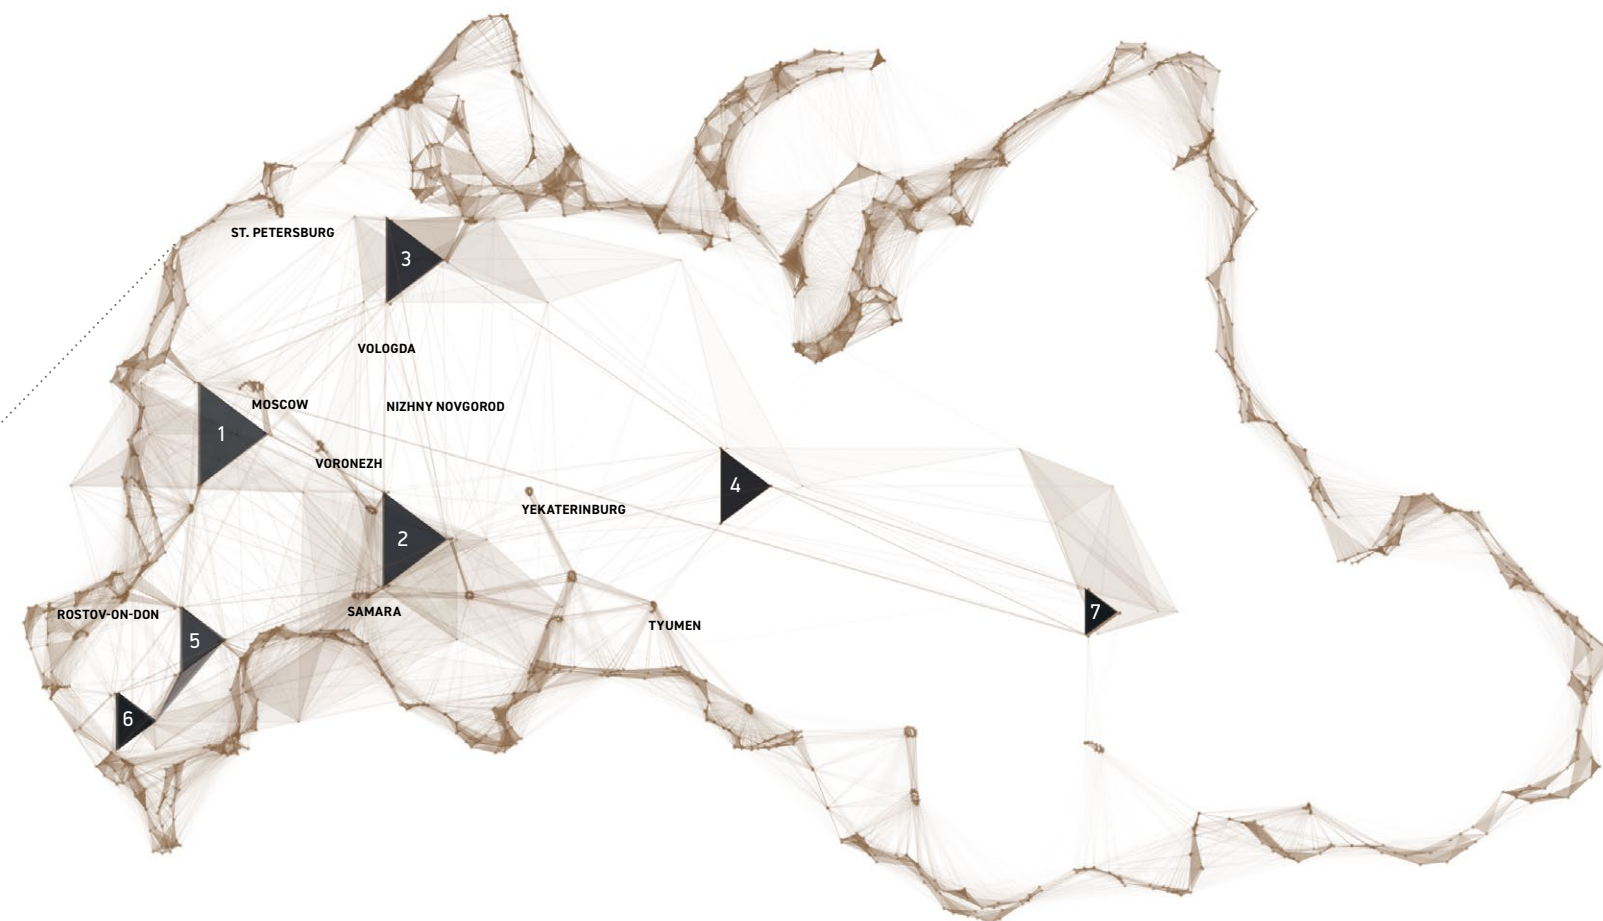 ST. PETERSBURG
3
VOLOGDA
MOSCOW
NIZHNY NOVGOROD
1
VORONEZH
4
YEKATERINBURG
2
SAMARA
7
ROSTOV-ON-DON
TYUMEN
5
6